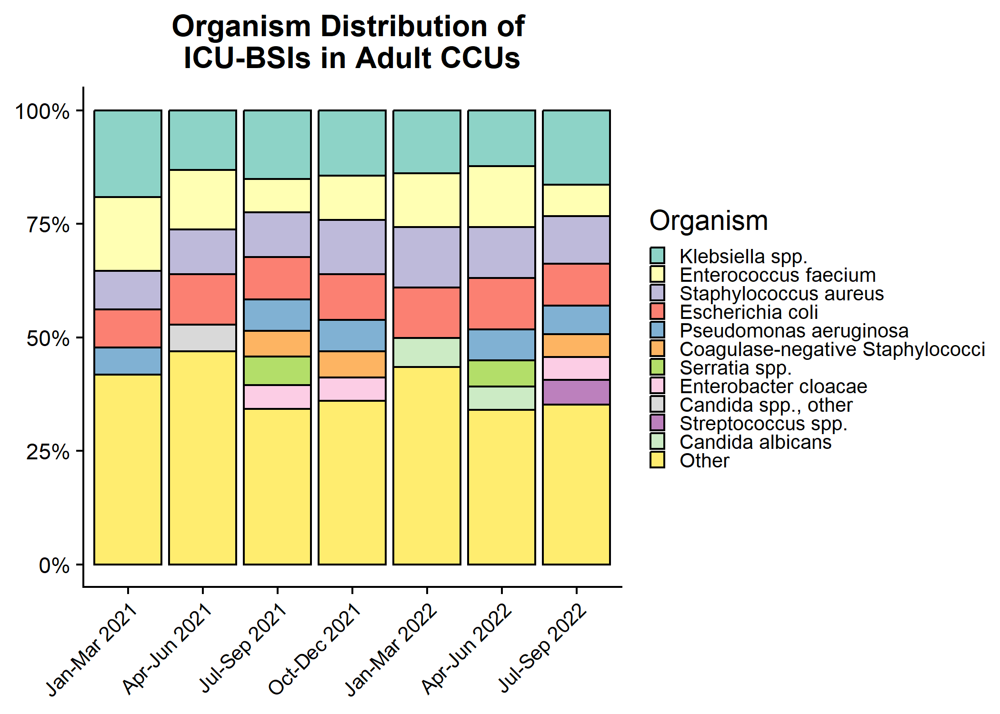 Organism Distribution of
ICU-BSIs in Adult CCUs
100%
75%
50%
25%
0%
Jan-Mar 2021
Apr-Jun 2021
Jul-Sep 2021
Oct-Dec 2021
Jan-Mar 2022
Apr-Jun 2022
Jul-Sep 2022
Organism
Klebsiella spp.
Enterococcus faecium
Staphylococcus aureus
Escherichia coli
Pseudomonas aeruginosa
Coagulase-negative Staphylococci
Serratia spp.
Enterobacter cloacae
Candida spp., other
Streptococcus spp.
Candida albicans
Other